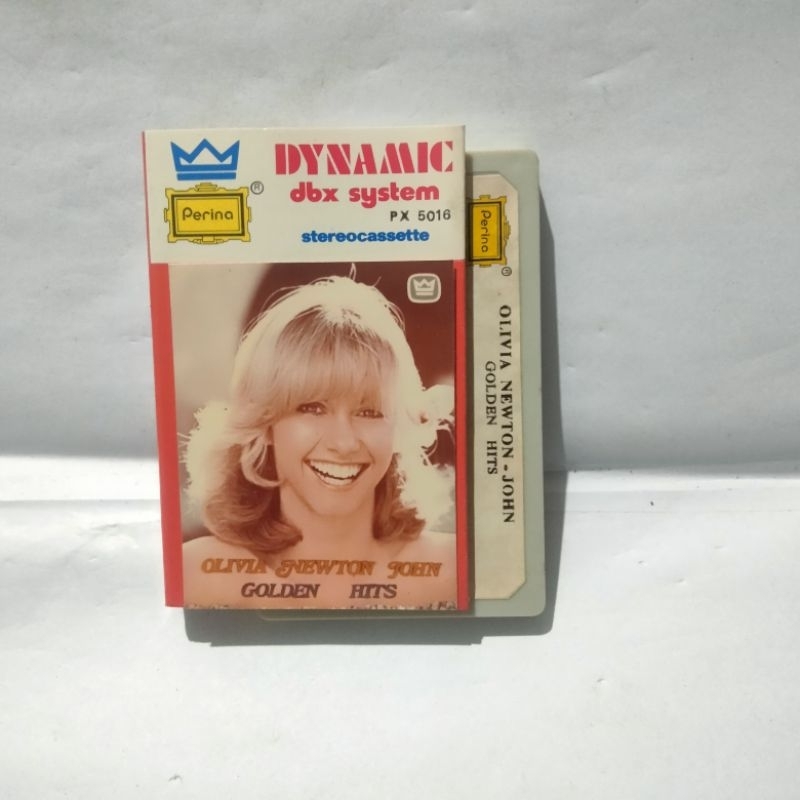 DYNAMIC
dbx system
PX 5016
stereocassette
Perina ®
OLIVIA NEWTON JOHN
GOLDEN HITS
Perina ®
OLIVIA NEWTON - JOHN
GOLDEN HITS